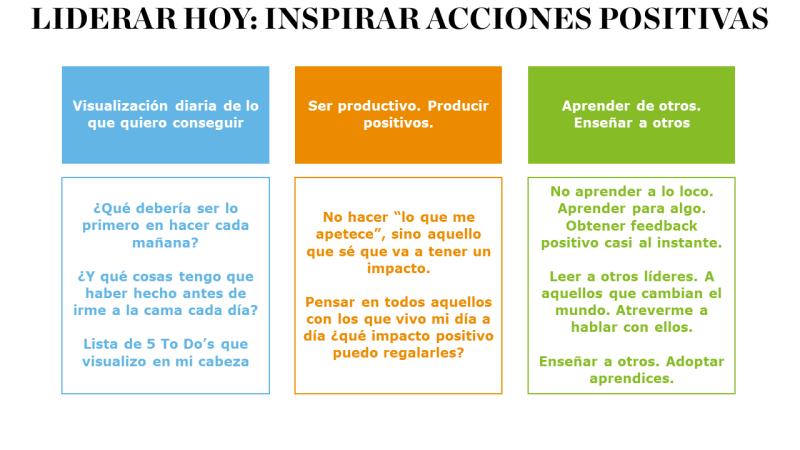 LIDERAR HOY: INSPIRAR ACCIONES POSITIVAS
Visualización diaria de lo
que quiero conseguir
¿Qué debería ser lo
primero en hacer cada
mañana?
¿Y qué cosas tengo que
haber hecho antes de
irme a la cama cada día?
Lista de 5 To Do’s que
visualizo en mi cabeza
Ser productivo. Producir
positivos.
No hacer “lo que me
apetece”, sino aquello
que sé que va a tener un
impacto.
Pensar en todos aquellos
con los que vivo mi día a
día ¿qué impacto positivo
puedo regalarles?
Aprender de otros.
Enseñar a otros
No aprender a lo loco.
Aprender para algo.
Obtener feedback
positivo casi al instante.
Leer a otros líderes. A
aquellos que cambian el
mundo. Atreverme a
hablar con ellos.
Enseñar a otros. Adoptar
aprendices.